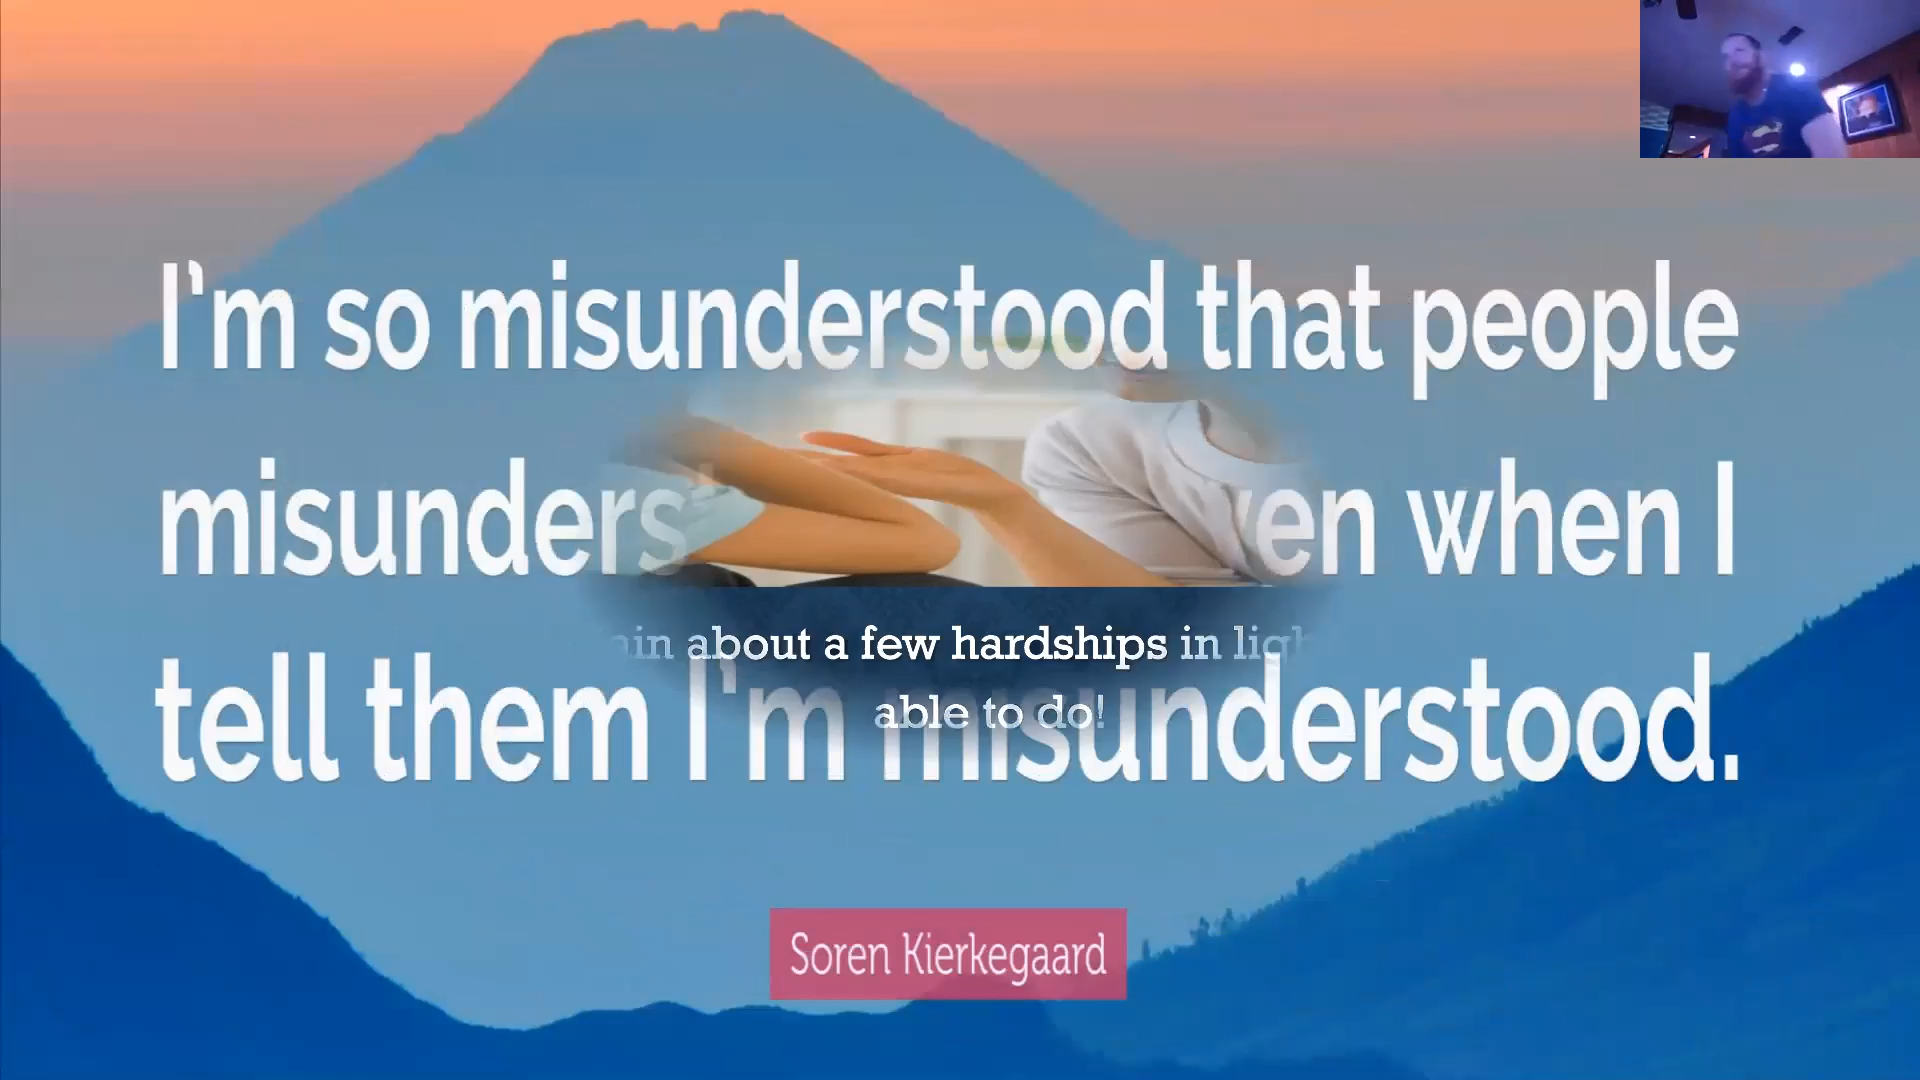 I'm so misunderstood that people
misunders en when I
about a few hardships in
able to do!
tell them I'm misunderstood.
Soren Kierkegaard